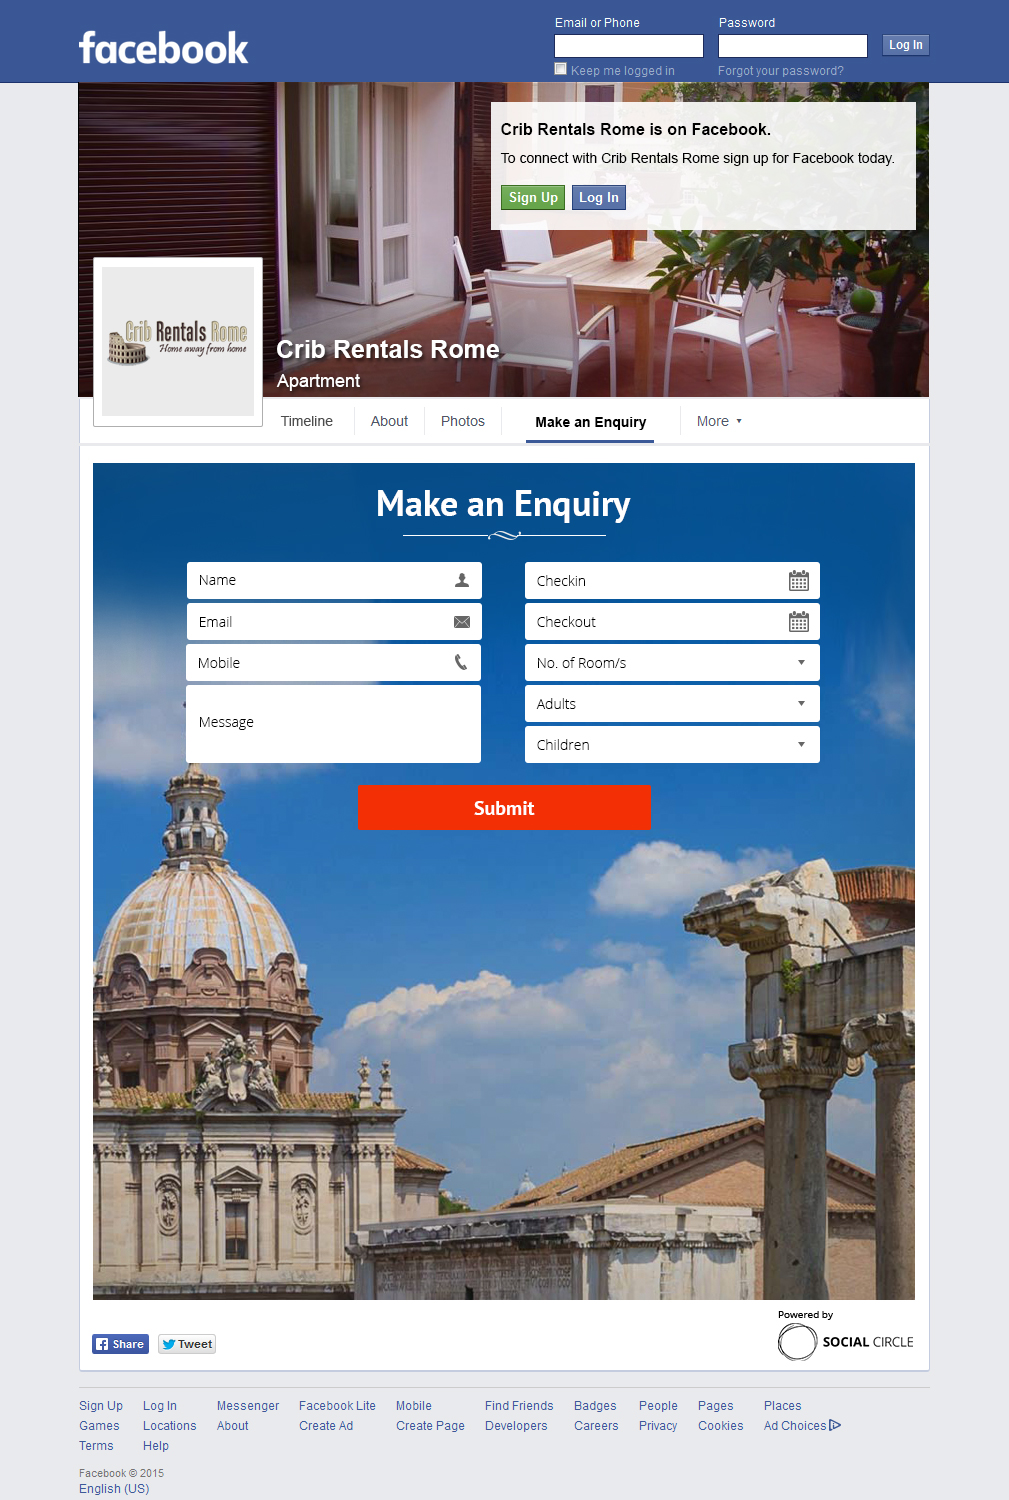 facebook
Email or Phone
Password
Log In
Keep me logged in
Forgot your password?
Crib Rentals Rome is on Facebook.
To connect with Crib Rentals Rome sign up for Facebook today.
Sign Up
Log In
Crib Rentals Rome
Home away from home
Crib Rentals Rome
Apartment
Timeline
About
Photos
Make an Enquiry
More
Make an Enquiry
Name
Checkin
Email
Checkout
Mobile
No. of Room/s
Message
Adults
Children
Submit
Powered by
SOCIAL CIRCLE
Share
Tweet
Sign Up Log In Messenger Facebook Lite Mobile Find Friends Badges People Pages Places
Games Locations About Create Ad Create Page Developers Careers Privacy Cookies Ad Choices
Terms Help
Facebook © 2015
English (US)